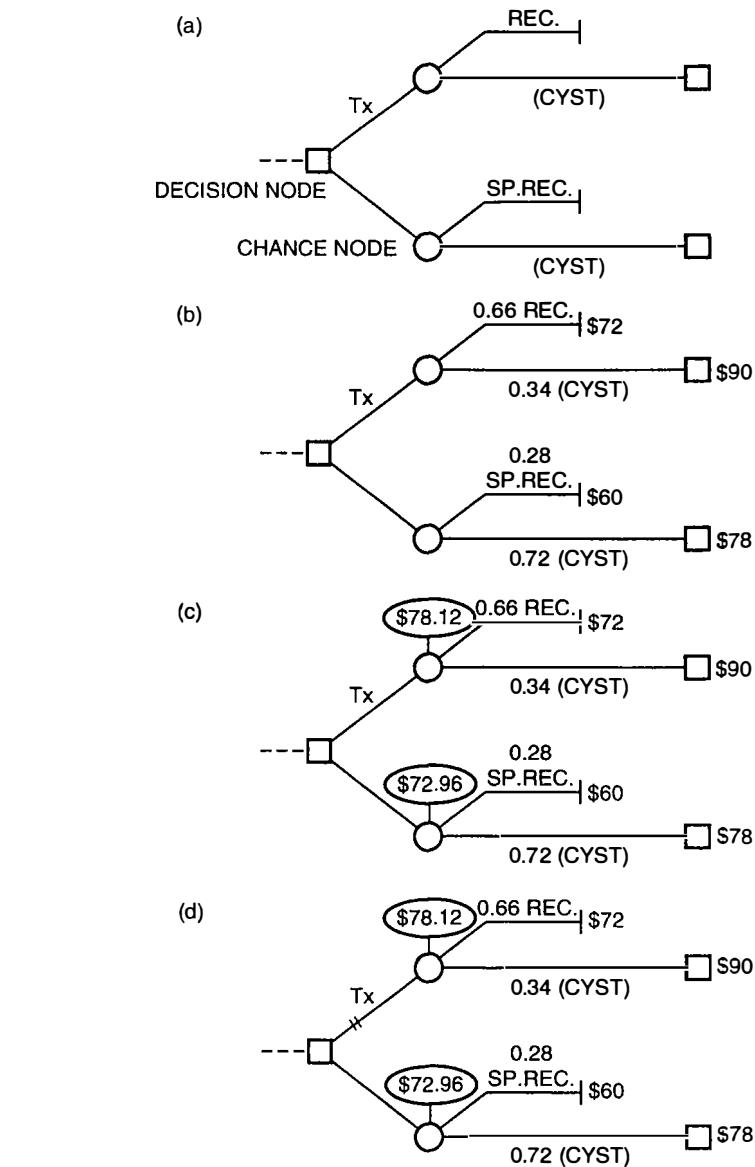 (a)
REC.
(CYST)
Tx
DECISION NODE
SP.REC.
CHANCE NODE
(CYST)
(b)
0.66 REC.
$72
$90
0.34 (CYST)
Tx
0.28
SP.REC.
$60
$78
0.72 (CYST)
(c)
$78.12
0.66 REC.
$72
$90
0.34 (CYST)
Tx
0.28
$72.96
SP.REC.
$60
$78
0.72 (CYST)
(d)
$78.12
0.66 REC.
$72
$90
0.34 (CYST)
Tx
0.28
$72.96
SP.REC.
$60
$78
0.72 (CYST)